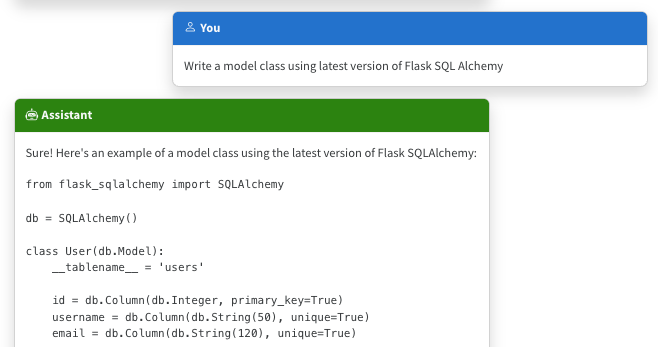 You
Write a model class using latest version of Flask SQL Alchemy
Assistant
Sure! Here's an example of a model class using the latest version of Flask SQLAlchemy:
from flask_sqlalchemy import SQLAlchemy
db = SQLAlchemy()
class User(db.Model):
    __tablename__ = 'users'
    id = db.Column(db.Integer, primary_key=True)
    username = db.Column(db.String(50), unique=True)
    email = db.Column(db.String(120), unique=True)